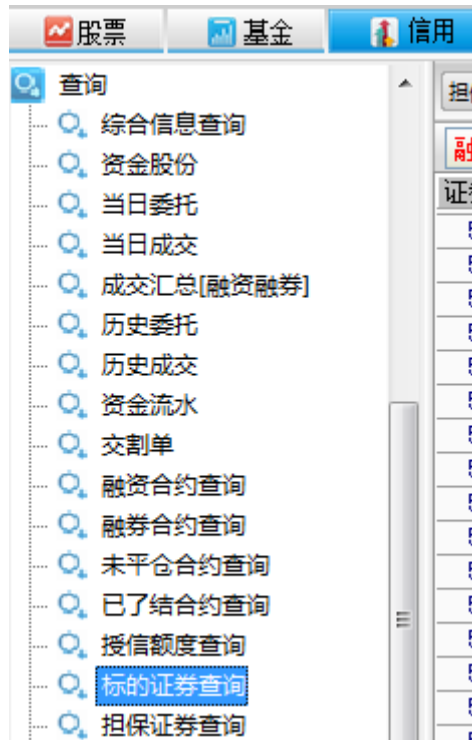 股票 基金 信用
查询
综合信息查询
资金股份
当日委托
当日成交
成交汇总[融资融券]
历史委托
历史成交
资金流水
交割单
融资合约查询
融券合约查询
未平仓合约查询
已了结合约查询
授信额度查询
标的证券查询
担保证券查询